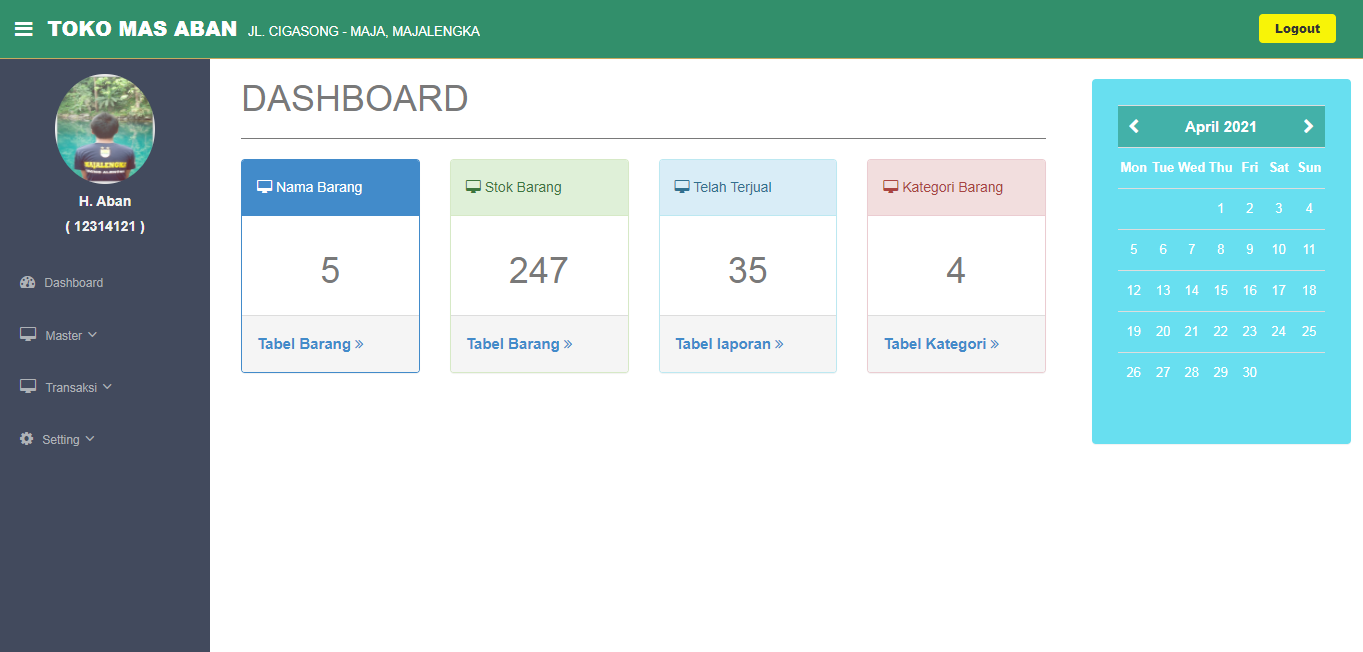 TOKO MAS ABAN JL. CIGASONG - MAJA, MAJALENGKA
Logout
H. Aban
( 12314121 )
Dashboard
Master
Transaksi
Setting
DASHBOARD
Nama Barang
5
Tabel Barang »
Stok Barang
247
Tabel Barang »
Telah Terjual
35
Tabel laporan »
Kategori Barang
4
Tabel Kategori »
April 2021
Mon Tue Wed Thu Fri Sat Sun
1 2 3 4
5 6 7 8 9 10 11
12 13 14 15 16 17 18
19 20 21 22 23 24 25
26 27 28 29 30